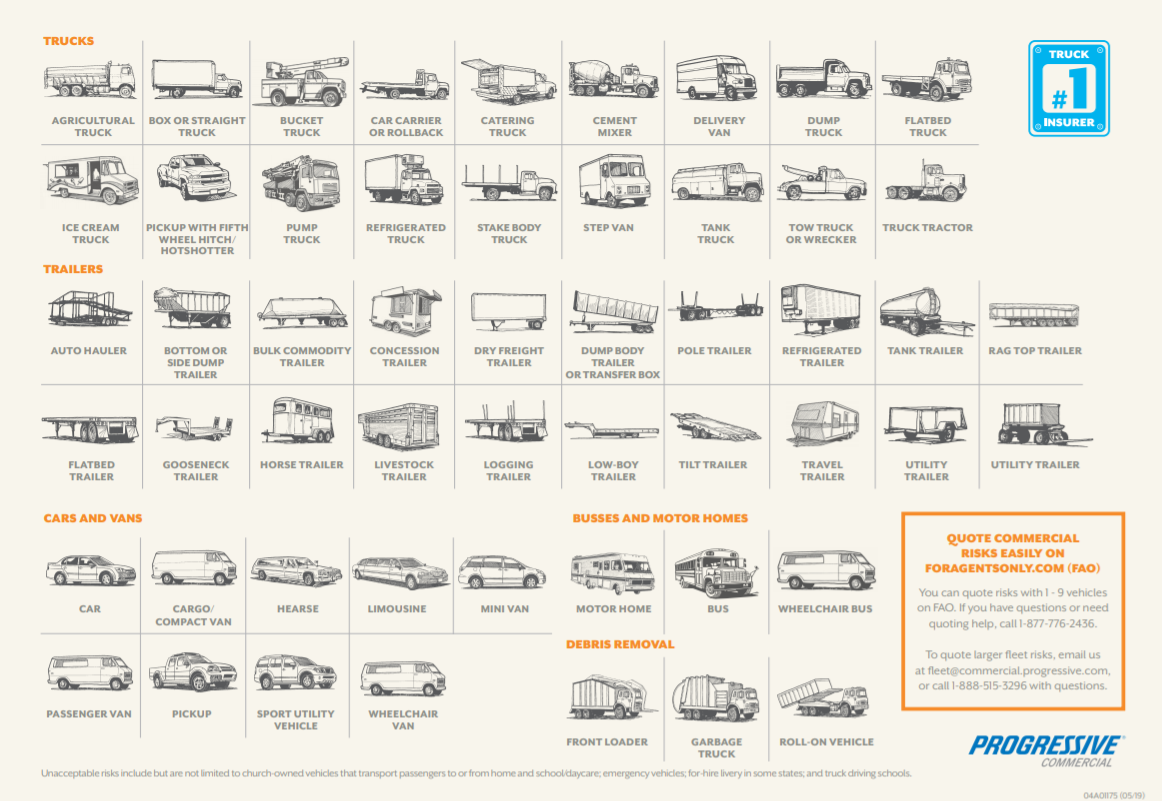 TRUCKS
TRUCK
#1
INSURER
AGRICULTURAL
TRUCK
BOX OR STRAIGHT
TRUCK
BUCKET
TRUCK
CAR CARRIER
OR ROLLBACK
CATERING
TRUCK
CEMENT
MIXER
DELIVERY
VAN
DUMP
TRUCK
FLATBED
TRUCK
ICE CREAM
TRUCK
PICKUP WITH FIFTH
WHEEL HITCH/
HOTSHOTTER
PUMP
TRUCK
REFRIGERATED
TRUCK
STAKE BODY
TRUCK
STEP VAN
TANK
TRUCK
TOW TRUCK
OR WRECKER
TRUCK TRACTOR
TRAILERS
AUTO HAULER
BOTTOM OR
SIDE DUMP
TRAILER
BULK COMMODITY
TRAILER
CONCESSION
TRAILER
DRY FREIGHT
TRAILER
DUMP BODY
TRAILER
OR TRANSFER BOX
POLE TRAILER
REFRIGERATED
TRAILER
TANK TRAILER
RAG TOP TRAILER
FLATBED
TRAILER
GOOSENECK
TRAILER
HORSE TRAILER
LIVESTOCK
TRAILER
LOGGING
TRAILER
LOW-BOY
TRAILER
TILT TRAILER
TRAVEL
TRAILER
UTILITY
TRAILER
UTILITY TRAILER
CARS AND VANS
CAR
CARGO/
COMPACT VAN
HEARSE
LIMOUSINE
MINI VAN
PASSENGER VAN
PICKUP
SPORT UTILITY
VEHICLE
WHEELCHAIR
VAN
BUSSES AND MOTOR HOMES
MOTOR HOME
BUS
WHEELCHAIR BUS
DEBRIS REMOVAL
FRONT LOADER
GARBAGE
TRUCK
ROLL-ON VEHICLE
QUOTE COMMERCIAL
RISKS EASILY ON
FORAGENTSONLY.COM (FAO)
You can quote risks with 1 - 9 vehicles
on FAO. If you have questions or need
quoting help, call 1-877-776-2436.
To quote larger fleet risks, email us
at fleet@commercial.progressive.com,
or call 1-888-515-3296 with questions.
PROGRESSIVE®
COMMERCIAL
Unacceptable risks include but are not limited to church-owned vehicles that transport passengers to or from home and school/daycare; emergency vehicles; for-hire livery in some states; and truck driving schools.
04A01175 (05/19)